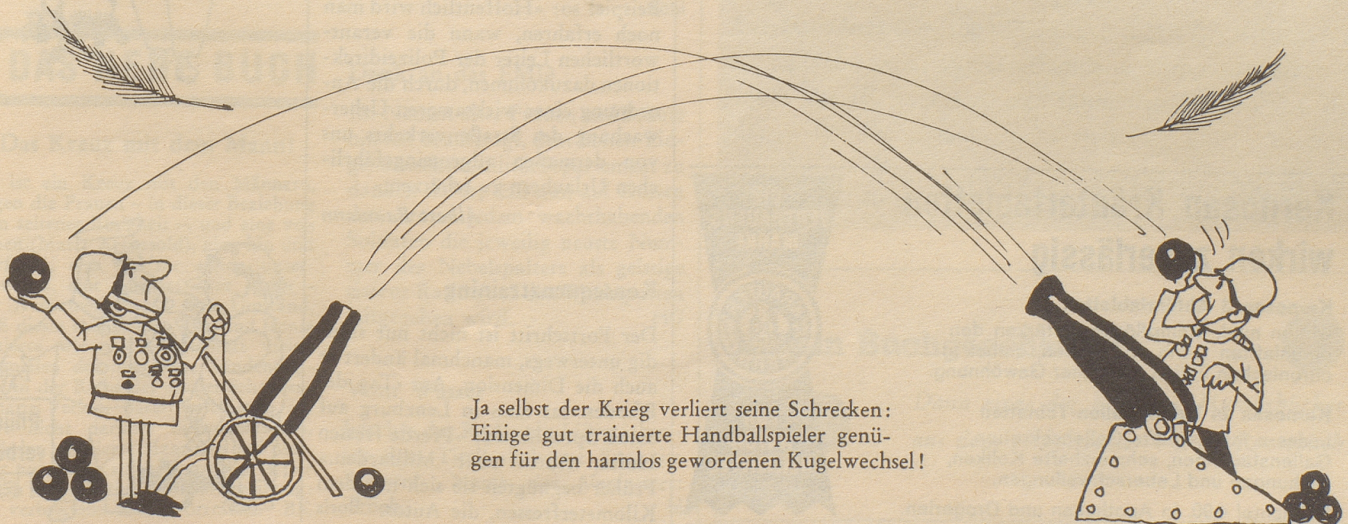 Ja selbst der Krieg verliert seine Schrecken:
Einige gut trainierte Handballspieler genü-
gen für den harmlos gewordenen Kugelwechsel!